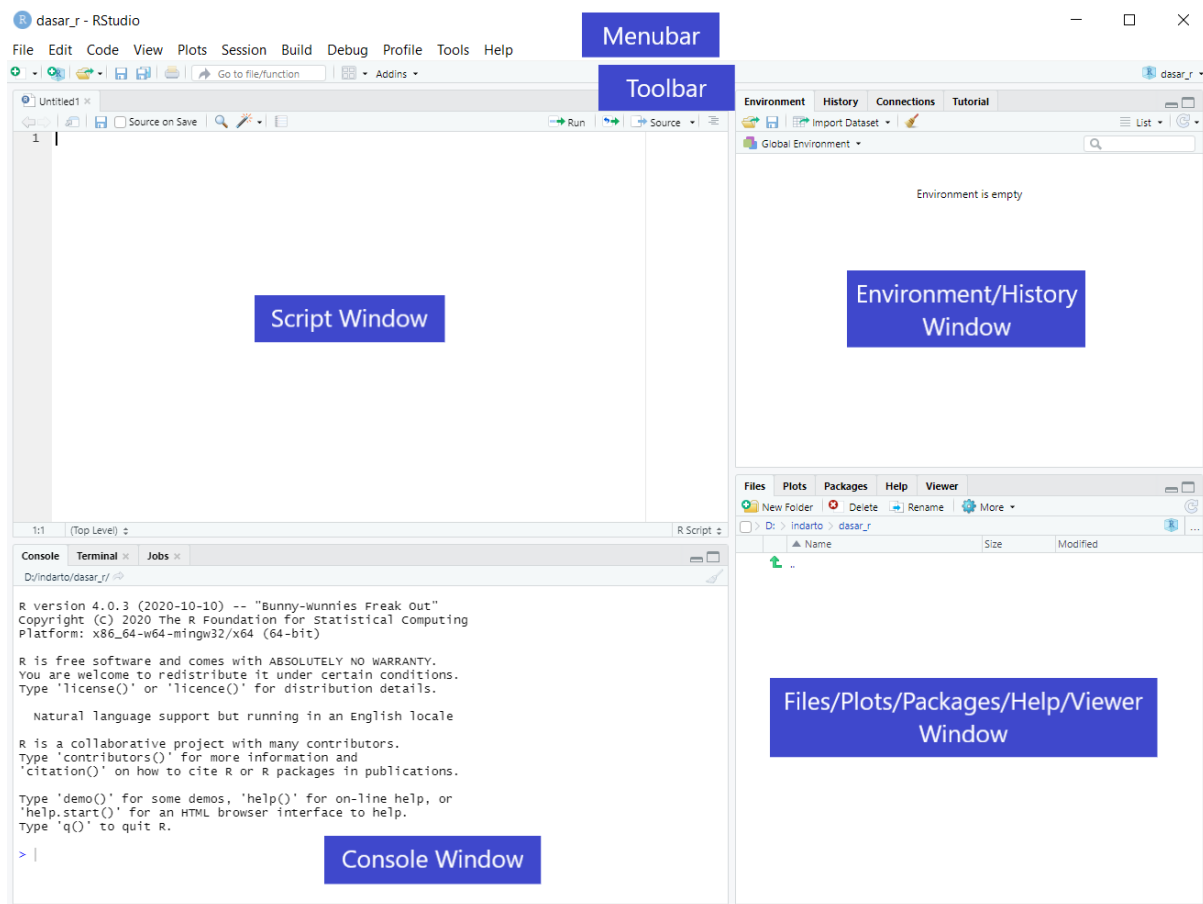 dasar_r - RStudio
Menubar
File Edit Code View Plots Session Build Debug Profile Tools Help
Toolbar
Go to file/function Addins dasar_r
Untitled1
Source on Save Run Source
1
Script Window
1:1 (Top Level) R Script
Environment History Connections Tutorial
Import Dataset List
Global Environment
Environment is empty
Environment/History
Window
Console Terminal Jobs
D:/indarto/dasar_r/
R version 4.0.3 (2020-10-10) -- "Bunny-Wunnies Freak Out"
Copyright (C) 2020 The R Foundation for Statistical Computing
Platform: x86_64-w64-mingw32/x64 (64-bit)
R is free software and comes with ABSOLUTELY NO WARRANTY.
You are welcome to redistribute it under certain conditions.
Type 'license()' or 'licence()' for distribution details.
Natural language support but running in an English locale
R is a collaborative project with many contributors.
Type 'contributors()' for more information and
'citation()' on how to cite R or R packages in publications.
Type 'demo()' for some demos, 'help()' for on-line help, or
'help.start()' for an HTML browser interface to help.
Type 'q()' to quit R.
>
Console Window
Files Plots Packages Help Viewer
New Folder Delete Rename More
D: > indarto > dasar_r ...
Name Size Modified
..
Files/Plots/Packages/Help/Viewer
Window